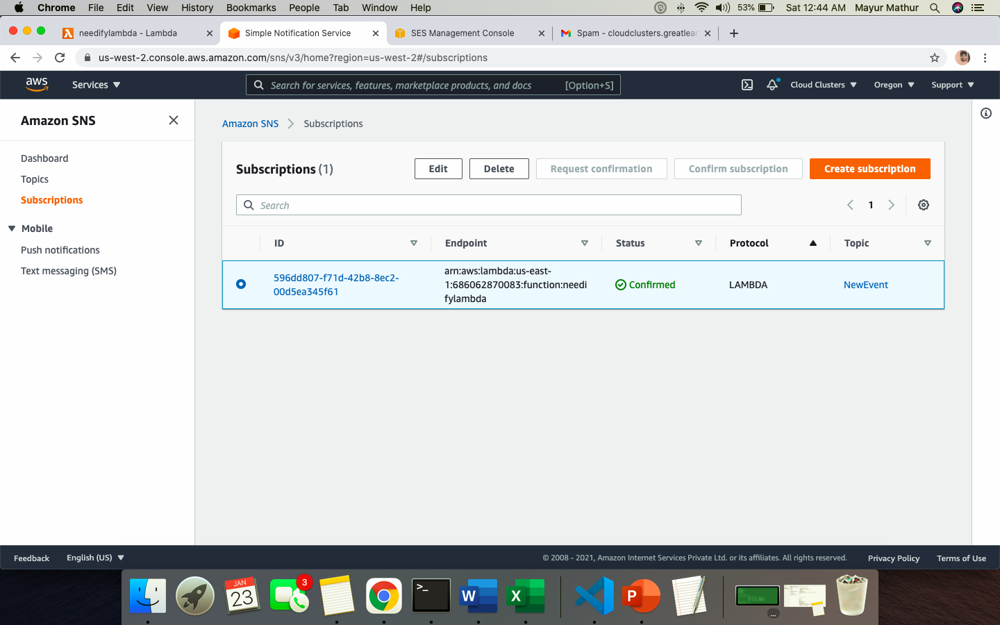 Chrome File Edit View History Bookmarks People Tab Window Help 53% Sat 12:44 AM Mayur Mathur
needifylambda - Lambda Simple Notification Service SES Management Console Spam - cloudclusters.greatlear
us-west-2.console.aws.amazon.com/sns/v3/home?region=us-west-2#/subscriptions
aws Services Search for services, features, marketplace products, and docs [Option+S] Cloud Clusters Oregon Support
Amazon SNS
Dashboard
Topics
Subscriptions
Mobile
Push notifications
Text messaging (SMS)
Amazon SNS Subscriptions
Subscriptions (1) Edit Delete Request confirmation Confirm subscription Create subscription
Search 1
ID Endpoint Status Protocol Topic
596dd807-f71d-42b8-8ec2-
00d5ea345f61
arn:aws:lambda:us-east-
1:686062870083:function:needi
fylambda
Confirmed
LAMBDA
NewEvent
Feedback English (US) © 2008 - 2021, Amazon Internet Services Private Ltd. or its affiliates. All rights reserved. Privacy Policy Terms of Use
JAN
23
3
>_
W
X
P
...